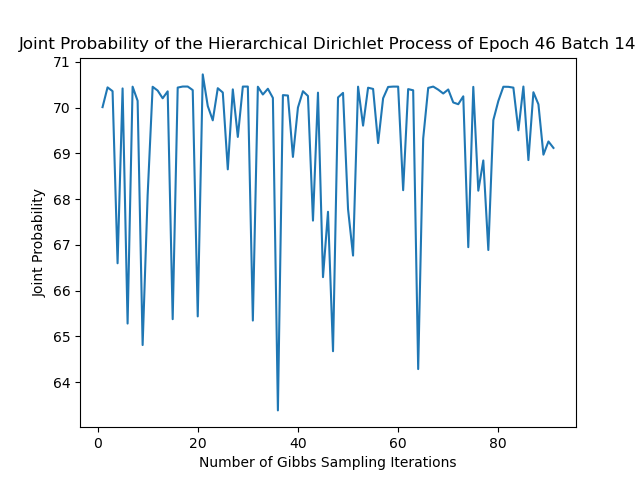 Joint Probability of the Hierarchical Dirichlet Process of Epoch 46 Batch 14
71
70
69
68
67
66
65
64
Joint Probability
0 20 40 60 80
Number of Gibbs Sampling Iterations